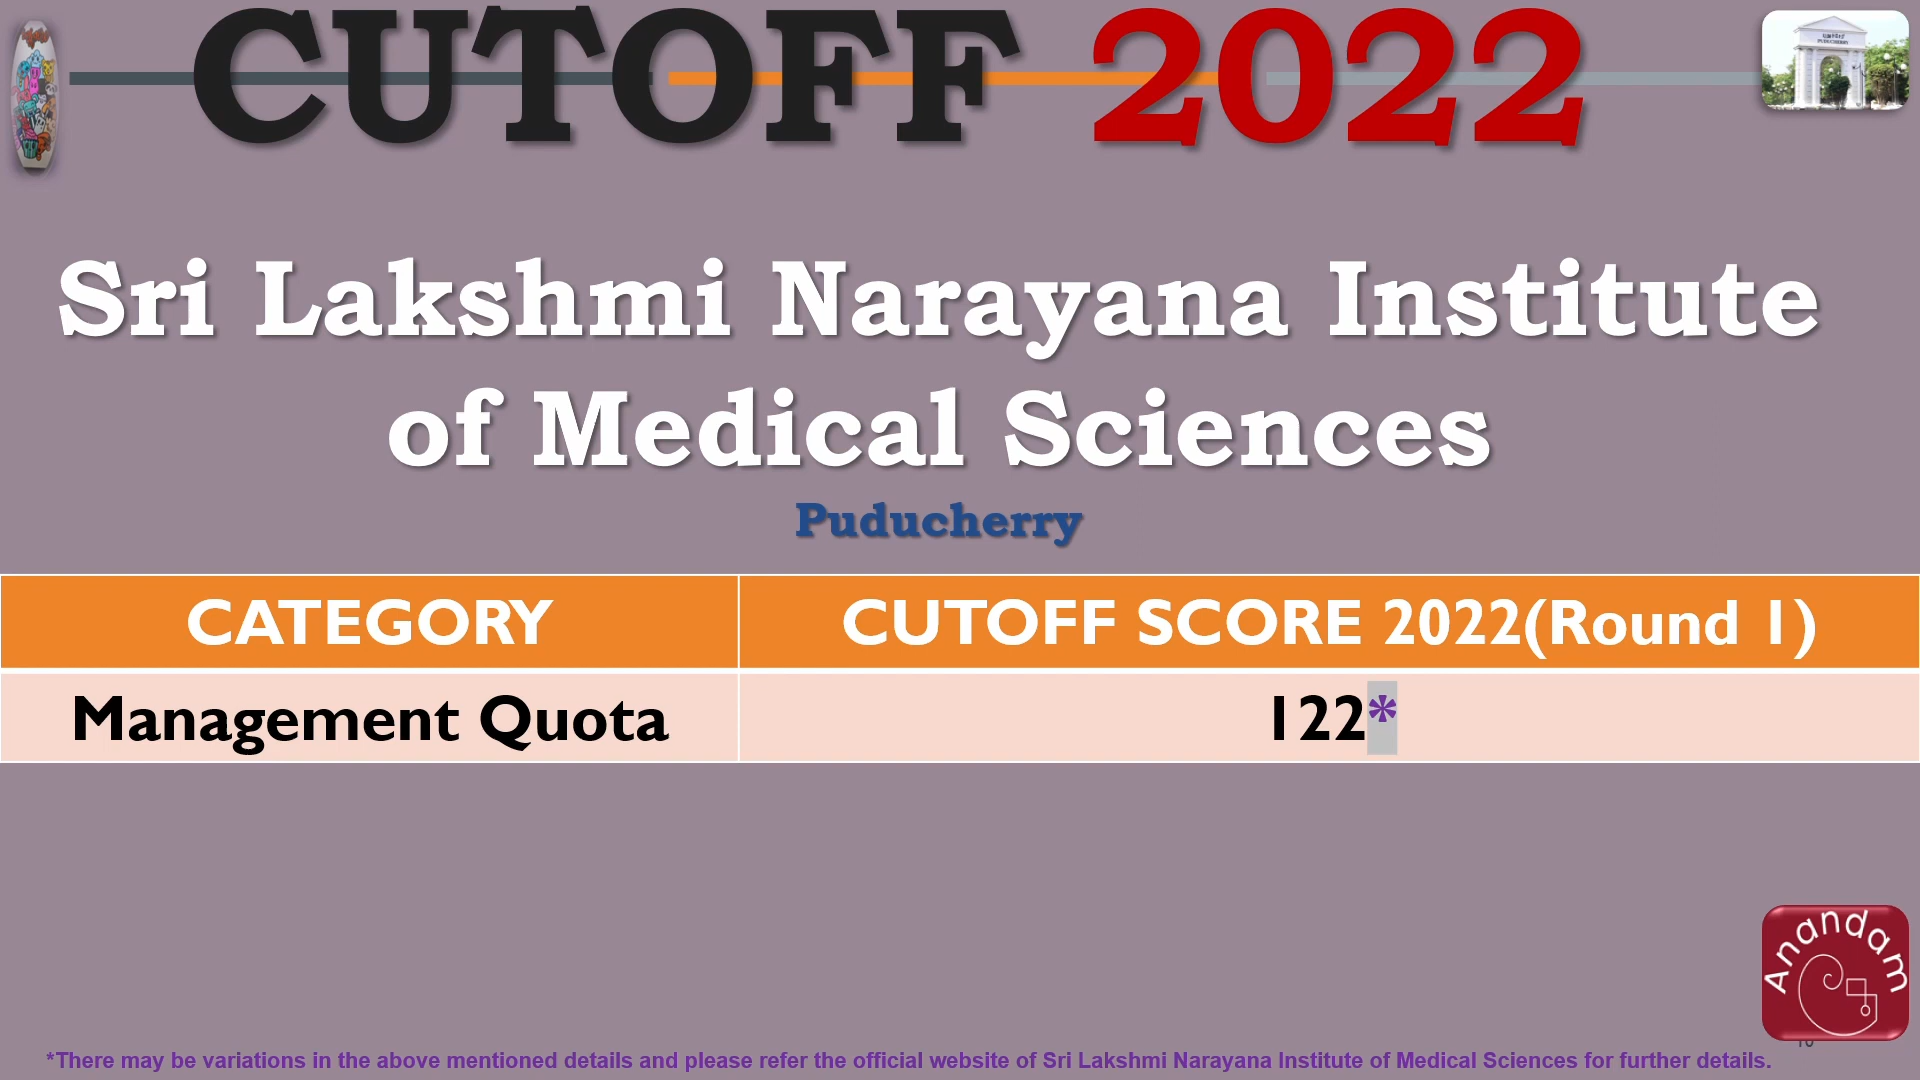 CUTOFF 2022
Sri Lakshmi Narayana Institute
of Medical Sciences
Puducherry
CATEGORY
CUTOFF SCORE 2022(Round 1)
Management Quota
122*
Anandam
*There may be variations in the above mentioned details and please refer the official website of Sri Lakshmi Narayana Institute of Medical Sciences for further details.